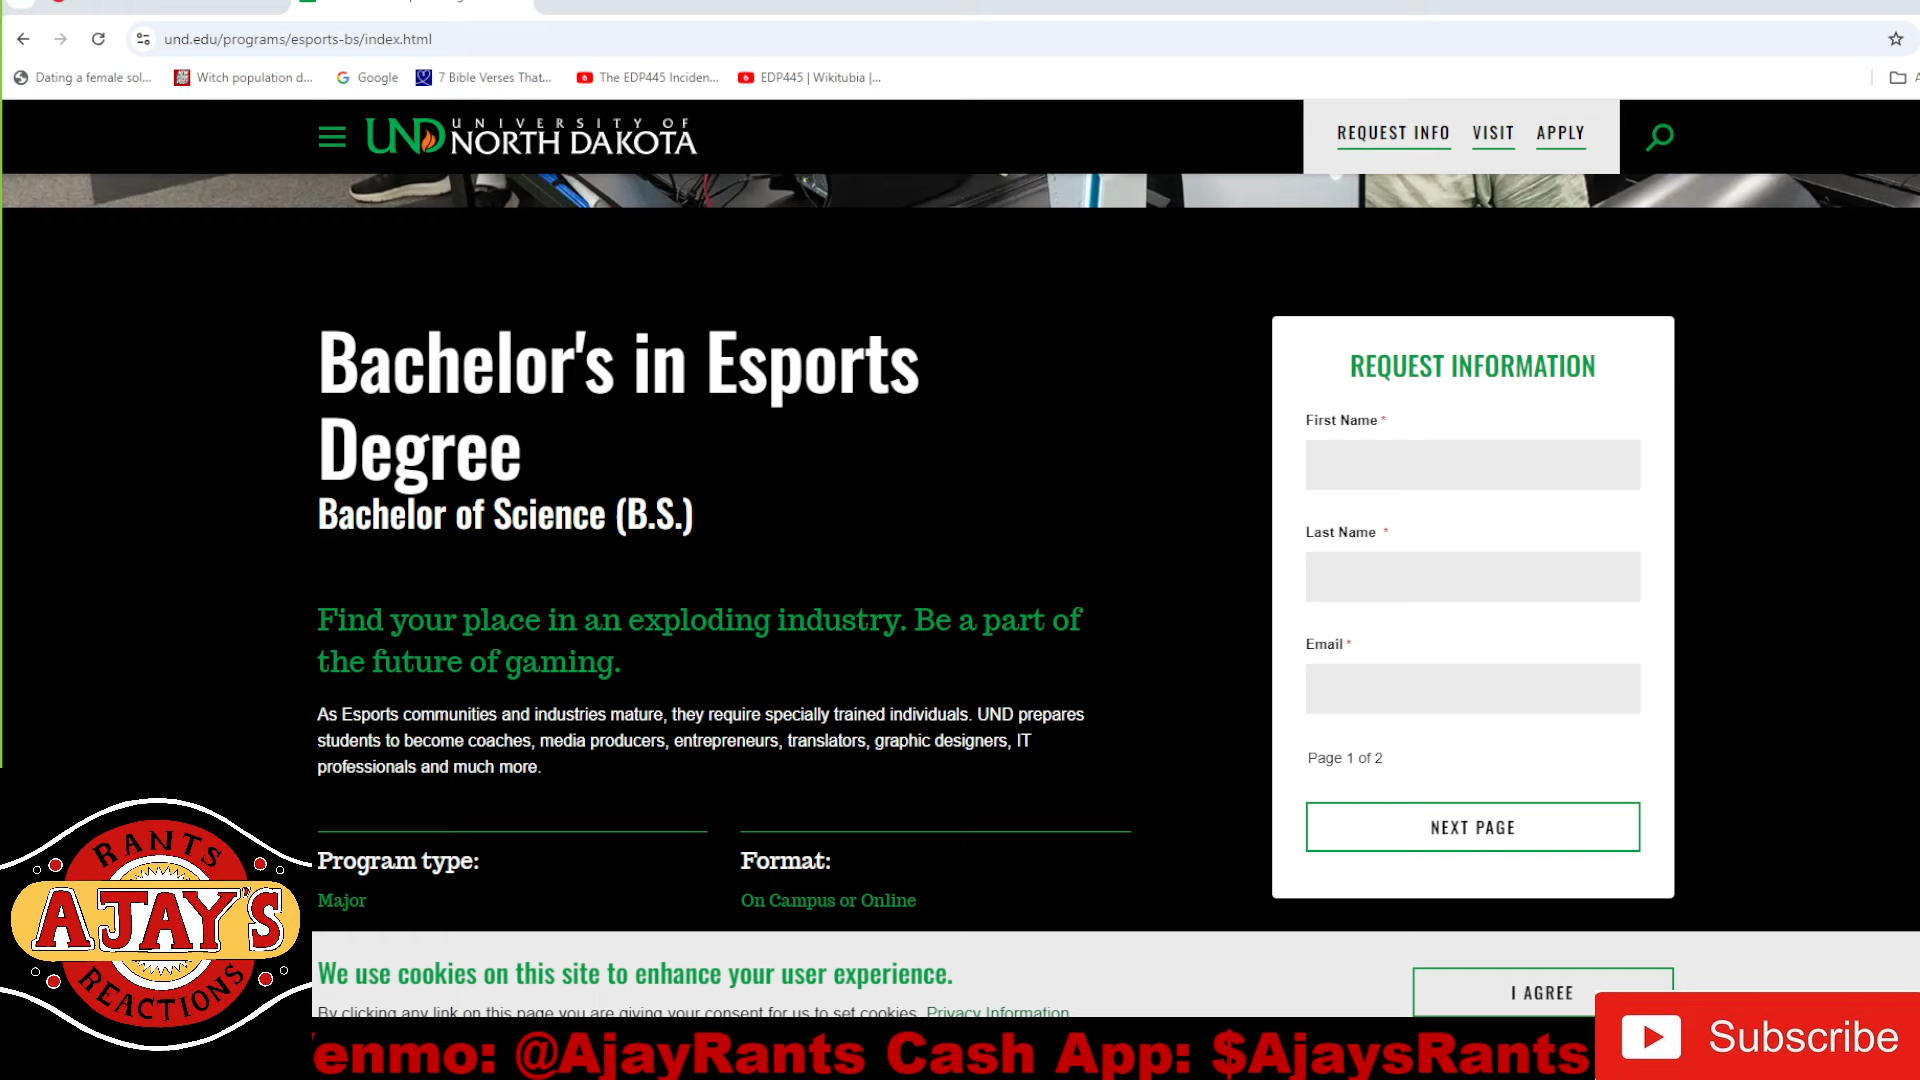 und.edu/programs/esports-bs/index.html
Dating a female sol... Witch population d... Google 7 Bible Verses That... The EDP445 Inciden... EDP445 | Wikitubia |...
UND UNIVERSITY OF NORTH DAKOTA
REQUEST INFO VISIT APPLY
Bachelor's in Esports
Degree
Bachelor of Science (B.S.)
Find your place in an exploding industry. Be a part of
the future of gaming.
As Esports communities and industries mature, they require specially trained individuals. UND prepares
students to become coaches, media producers, entrepreneurs, translators, graphic designers, IT
professionals and much more.
Program type:
Major
Format:
On Campus or Online
REQUEST INFORMATION
First Name *
Last Name *
Email *
Page 1 of 2
NEXT PAGE
We use cookies on this site to enhance your user experience.
By clicking any link on this page you are giving your consent for us to set cookies. Privacy Information
I AGREE
RANTS
AJAY'S
REACTIONS
enmo: @AjayRants Cash App: $AjaysRants
Subscribe